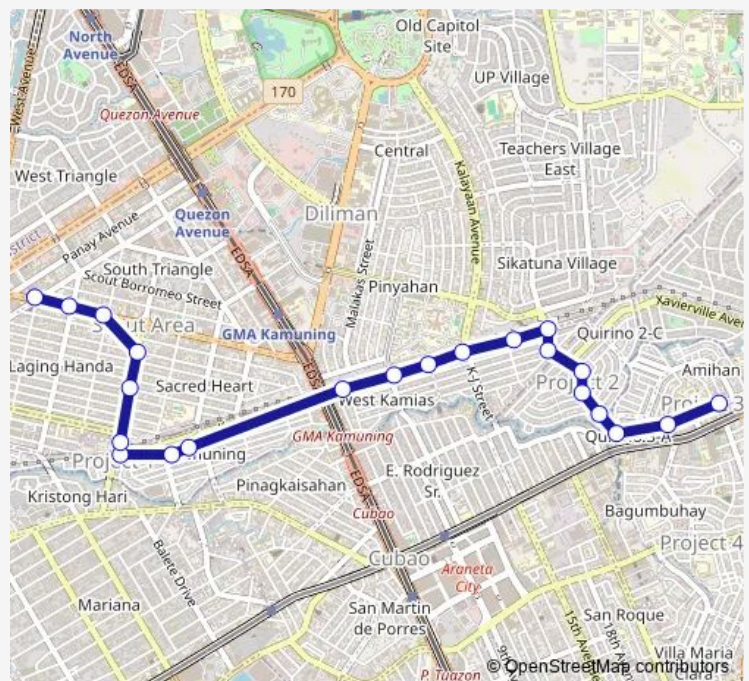 Old Capitol
Site
North
Avenue
EDSA
West Avenue
170
UP Village
Quezon Avenue
Central
Teachers Village
East
West Triangle
Kalayaan Avenue
Quezon
Avenue
Diliman
Panay Avenue
EDSA
South Triangle
Scout Borromeo Street
Malakas Street
Sikatuna Village
Pinyahan
Xavierville Ave
GMA Kamuning
Quirino 2-C
Laging Handa
EDSA
Amihan
Sacred Heart
K-J Street
Project 2
West Kamias
GMA Kamuning
Kristong Hari
Pinagkaisahan
E. Rodriguez
Sr.
EDSA
Cubao
Bagumbuhay
Balete Drive
Project 4
Cubao
Araneta
City
Mariana
San Martin
de Porres
San Roque
15th Avenue
18th Avenue
Villa Maria
Clara
P. Tuazon
© OpenStreetMap contributors